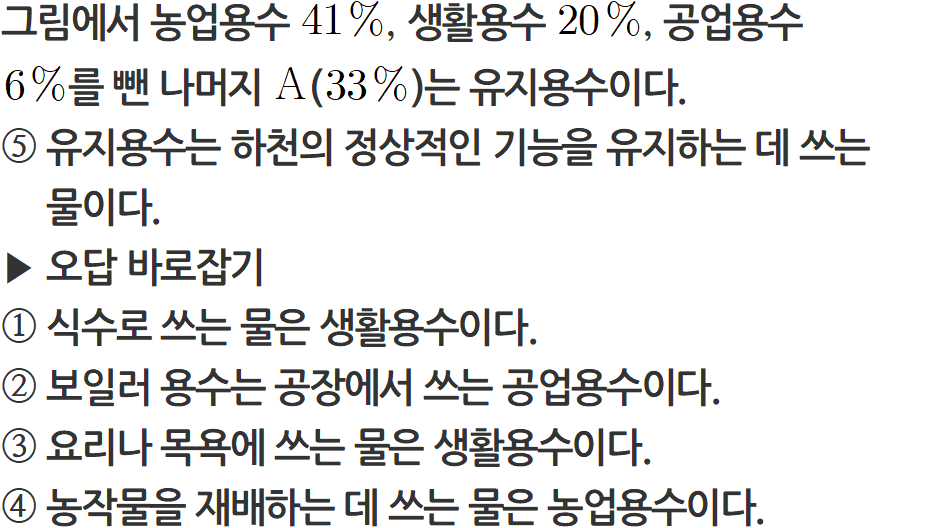 그림에서 농업용수 41%, 생활용수 20%, 공업용수
6%를 뺀 나머지 A(33%)는 유지용수이다.
⑤ 유지용수는 하천의 정상적인 기능을 유지하는 데 쓰는
물이다.
▶ 오답 바로잡기
① 식수로 쓰는 물은 생활용수이다.
② 보일러 용수는 공장에서 쓰는 공업용수이다.
③ 요리나 목욕에 쓰는 물은 생활용수이다.
④ 농작물을 재배하는 데 쓰는 물은 농업용수이다.